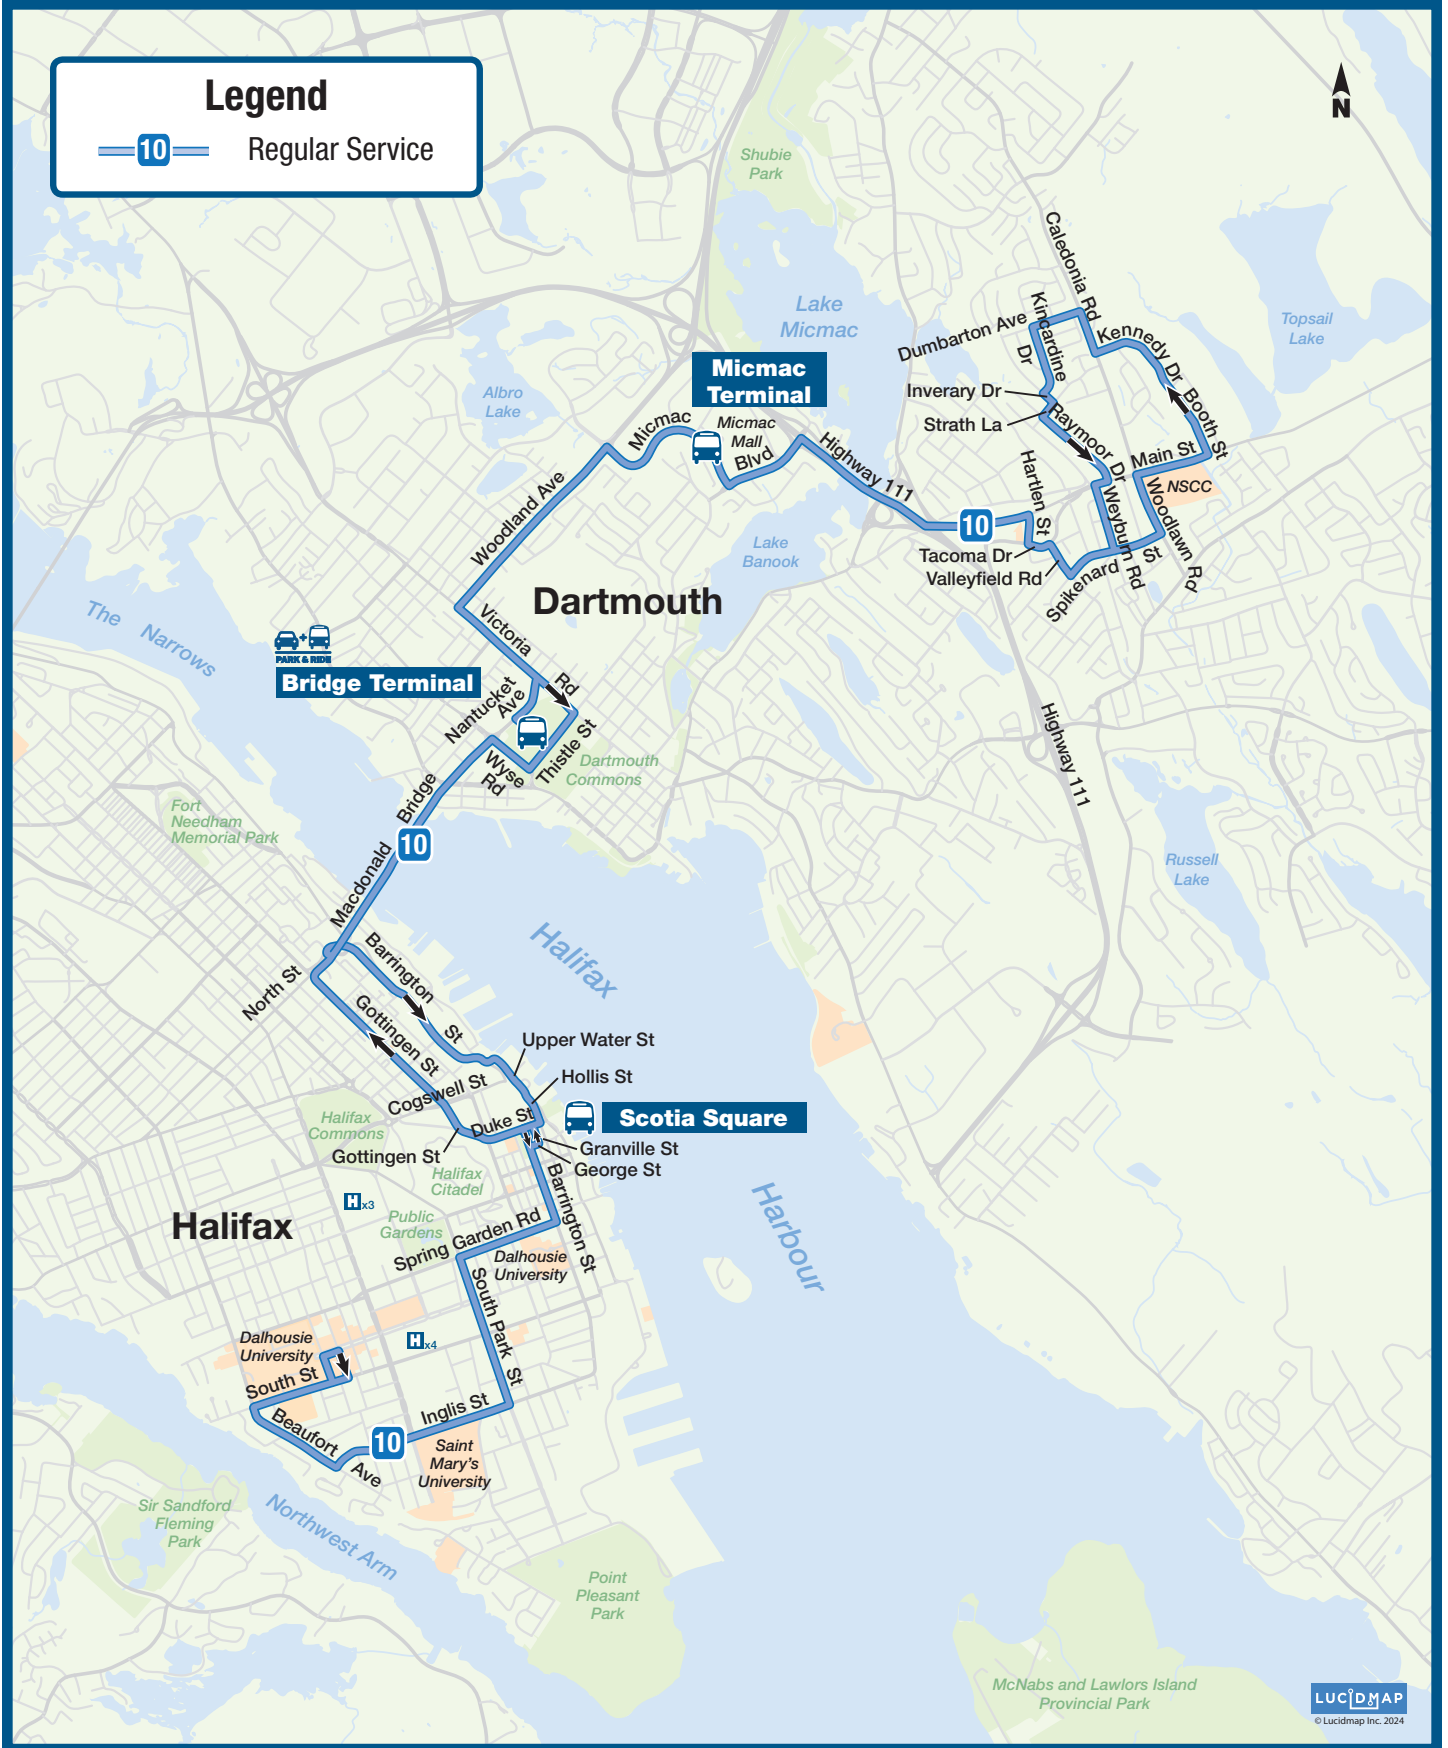 Legend
10
Regular Service
N
Shubie
Park
Caledonia Rd
Lake
Micmac
Topsail
Lake
Kincardine
Dr
Dumbarton Ave
Kennedy Dr
Micmac
Terminal
Albro
Lake
Inverary Dr
Strath La
Booth St
Micmac
Micmac
Mall
Blvd
Raymoor Dr
Highway 111
Main St
Hartlen St
NSCC
Woodland Ave
Weyburn Rd
Woodlawn Rd
10
Lake
Banook
Tacoma Dr
Valleyfield Rd
Spikenard St
Dartmouth
The Narrows
Victoria Rd
PARK & RIDE
Bridge Terminal
Nantucket
Ave
Thistle St
Wyse
Rd
Dartmouth
Commons
Highway 111
Macdonald Bridge
Fort
Needham
Memorial Park
10
Russell
Lake
Halifax
Harbour
North St
Barrington St
Gottingen St
Upper Water St
Hollis St
Cogswell St
Scotia Square
Halifax
Commons
Duke St
Gottingen St
Granville St
George St
Halifax
Citadel
H x3
Public
Gardens
Barrington St
Halifax
Spring Garden Rd
Dalhousie
University
South Park St
Dalhousie
University
H x4
South St
Inglis St
Beaufort Ave
10
Saint
Mary's
University
Sir Sandford
Fleming
Park
Northwest Arm
Point
Pleasant
Park
McNabs and Lawlors Island
Provincial Park
LUCIDMAP
© Lucidmap Inc. 2024